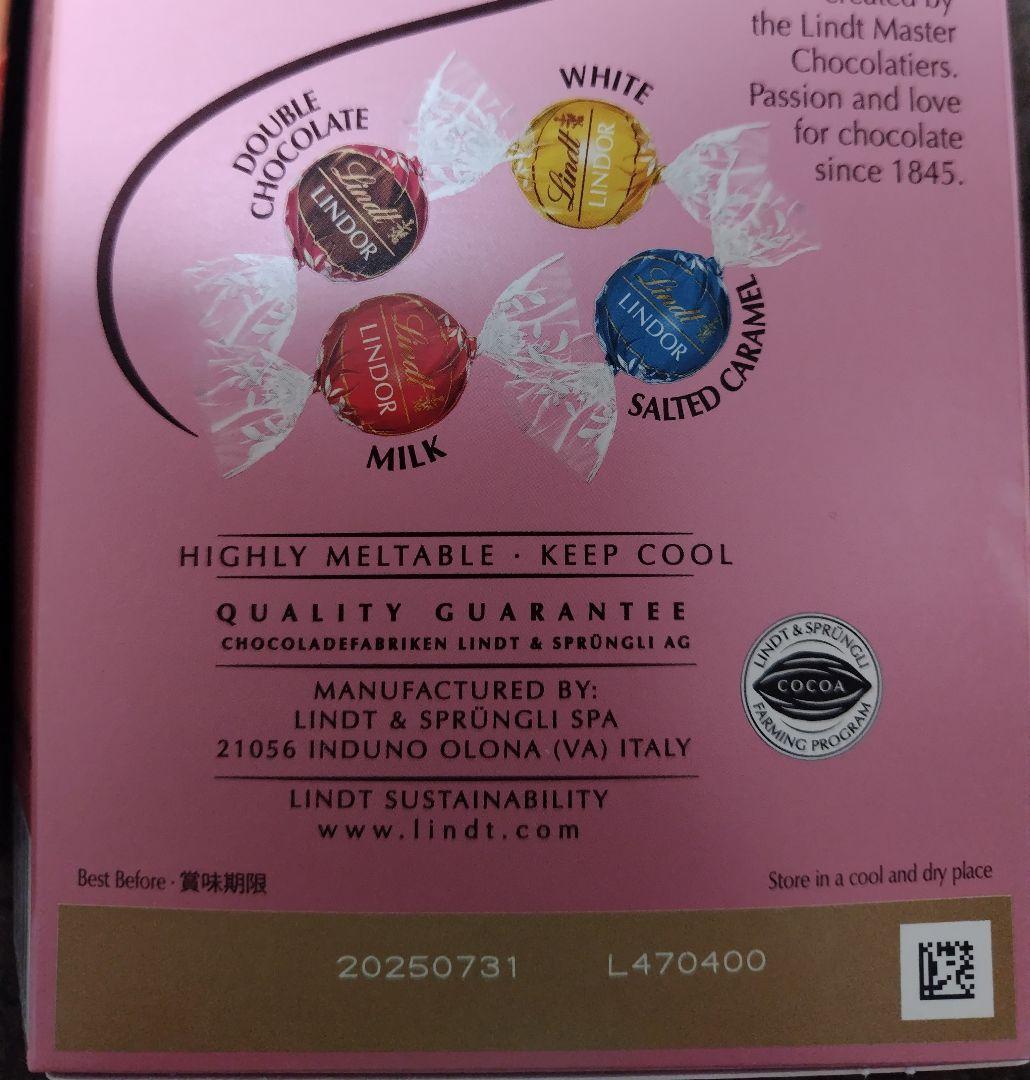 created by
the Lindt Master
Chocolatiers.
Passion and love
for chocolate
since 1845.
DOUBLE
CHOCOLATE
Lindt
LINDOR
WHITE
Lindt
LINDOR
Lindt
LINDOR
MILK
Lindt
LINDOR
SALTED CARAMEL
HIGHLY MELTABLE · KEEP COOL
QUALITY GUARANTEE
CHOCOLADEFABRIKEN LINDT & SPRÜNGLI AG
MANUFACTURED BY:
LINDT & SPRÜNGLI SPA
21056 INDUNO OLONA (VA) ITALY
LINDT & SPRÜNGLI
COCOA
FARMING PROGRAM
LINDT SUSTAINABILITY
www.lindt.com
Best Before · 賞味期限
Store in a cool and dry place
20250731 L470400